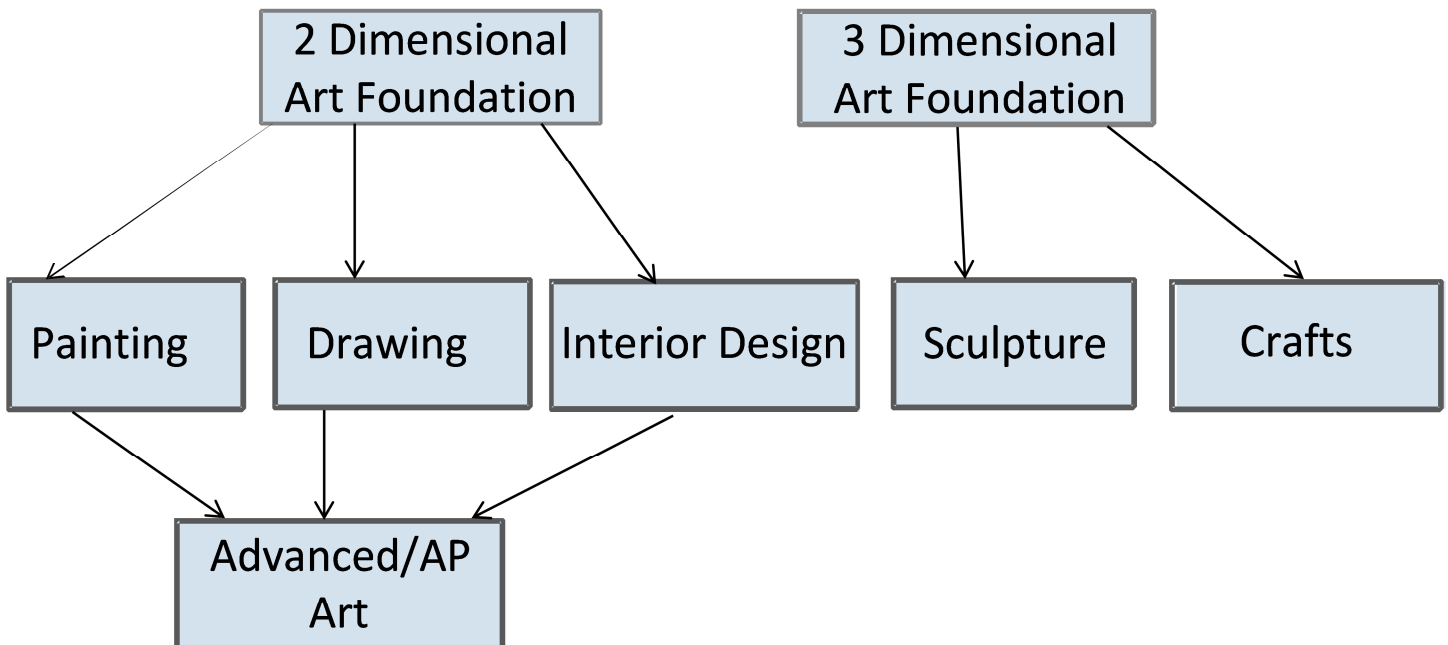 2 Dimensional
Art Foundation
3 Dimensional
Art Foundation
Painting
Drawing
Interior Design
Sculpture
Crafts
Advanced/AP
Art